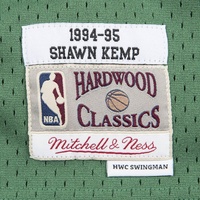 1994-95
SHAWN KEMP
NBA
HARDWOOD
CLASSICS
Mitchell & Ness
HWC SWINGMAN